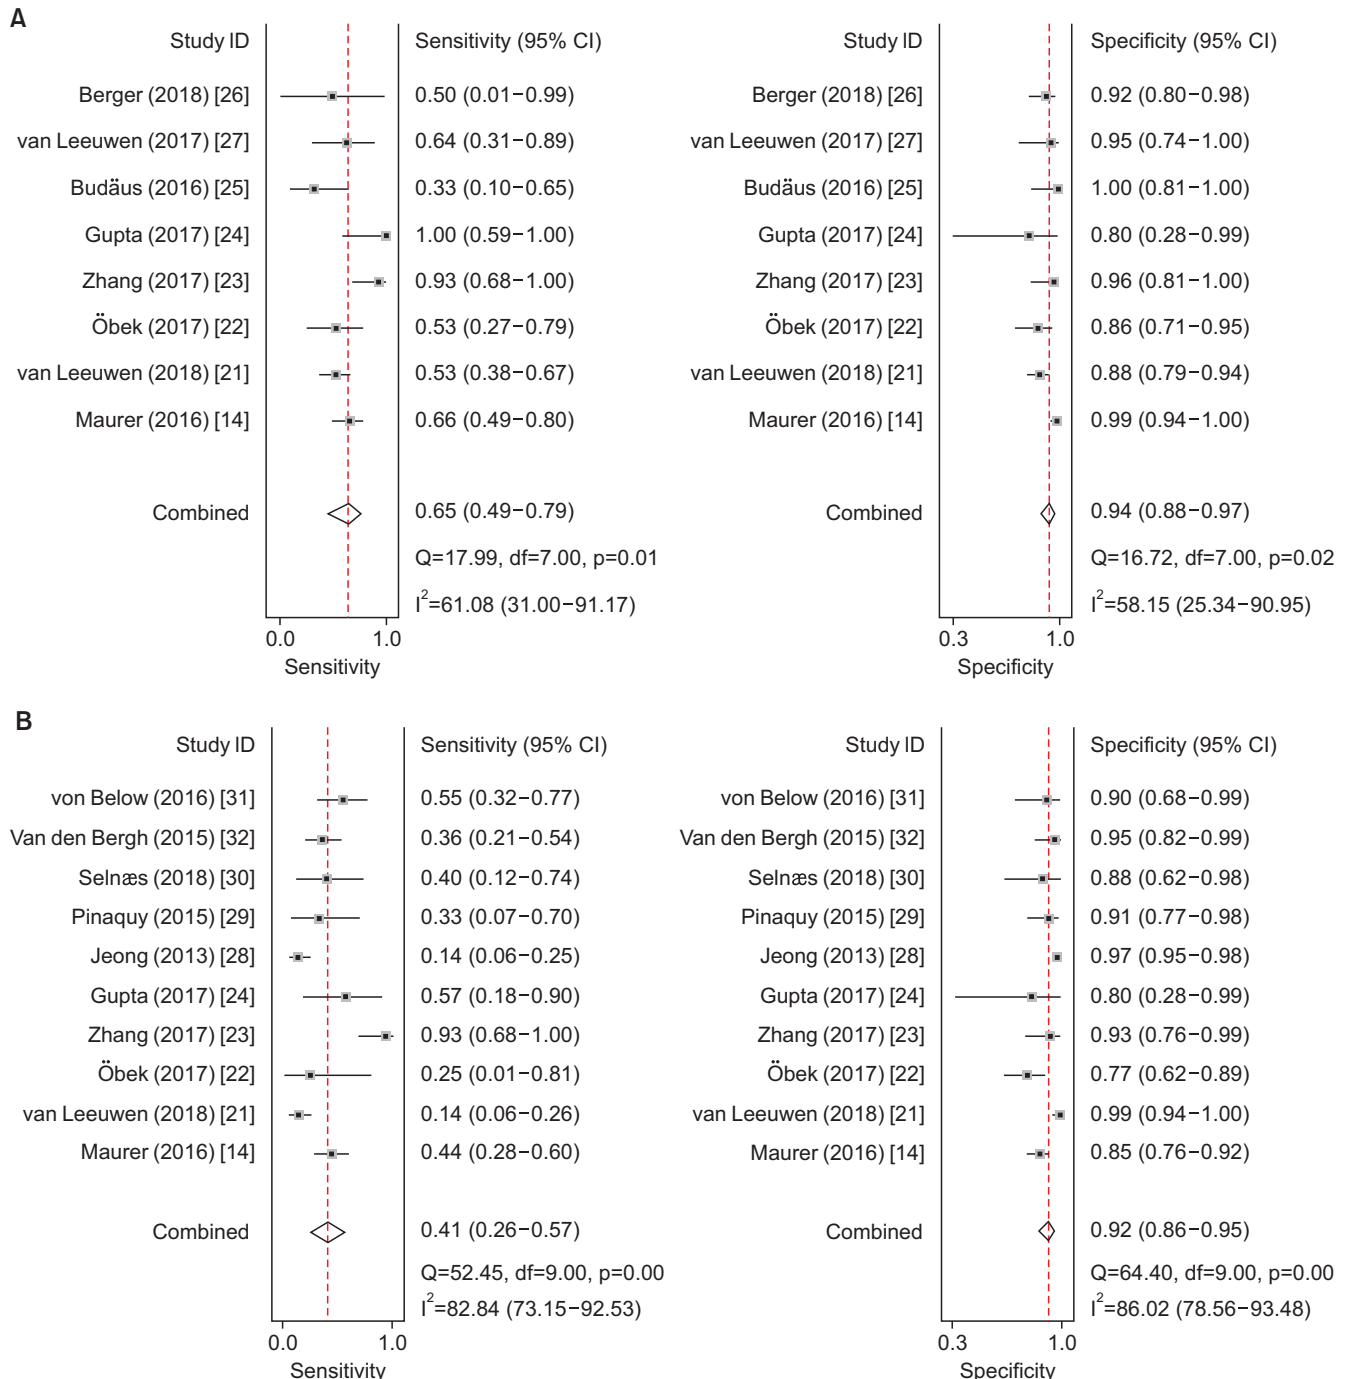 A
Study ID Sensitivity (95% CI) Study ID Specificity (95% CI)
Berger (2018) [26] 0.50 (0.01−0.99) Berger (2018) [26] 0.92 (0.80−0.98)
van Leeuwen (2017) [27] 0.64 (0.31−0.89) van Leeuwen (2017) [27] 0.95 (0.74−1.00)
Budäus (2016) [25] 0.33 (0.10−0.65) Budäus (2016) [25] 1.00 (0.81−1.00)
Gupta (2017) [24] 1.00 (0.59−1.00) Gupta (2017) [24] 0.80 (0.28−0.99)
Zhang (2017) [23] 0.93 (0.68−1.00) Zhang (2017) [23] 0.96 (0.81−1.00)
Öbek (2017) [22] 0.53 (0.27−0.79) Öbek (2017) [22] 0.86 (0.71−0.95)
van Leeuwen (2018) [21] 0.53 (0.38−0.67) van Leeuwen (2018) [21] 0.88 (0.79−0.94)
Maurer (2016) [14] 0.66 (0.49−0.80) Maurer (2016) [14] 0.99 (0.94−1.00)
Combined 0.65 (0.49−0.79) Combined 0.94 (0.88−0.97)
Q=17.99, df=7.00, p=0.01 Q=16.72, df=7.00, p=0.02
I²=61.08 (31.00−91.17) I²=58.15 (25.34−90.95)
0.0 1.0 0.3 1.0
Sensitivity Specificity
B
Study ID Sensitivity (95% CI) Study ID Specificity (95% CI)
von Below (2016) [31] 0.55 (0.32−0.77) von Below (2016) [31] 0.90 (0.68−0.99)
Van den Bergh (2015) [32] 0.36 (0.21−0.54) Van den Bergh (2015) [32] 0.95 (0.82−0.99)
Selnæs (2018) [30] 0.40 (0.12−0.74) Selnæs (2018) [30] 0.88 (0.62−0.98)
Pinaquy (2015) [29] 0.33 (0.07−0.70) Pinaquy (2015) [29] 0.91 (0.77−0.98)
Jeong (2013) [28] 0.14 (0.06−0.25) Jeong (2013) [28] 0.97 (0.95−0.98)
Gupta (2017) [24] 0.57 (0.18−0.90) Gupta (2017) [24] 0.80 (0.28−0.99)
Zhang (2017) [23] 0.93 (0.68−1.00) Zhang (2017) [23] 0.93 (0.76−0.99)
Öbek (2017) [22] 0.25 (0.01−0.81) Öbek (2017) [22] 0.77 (0.62−0.89)
van Leeuwen (2018) [21] 0.14 (0.06−0.26) van Leeuwen (2018) [21] 0.99 (0.94−1.00)
Maurer (2016) [14] 0.44 (0.28−0.60) Maurer (2016) [14] 0.85 (0.76−0.92)
Combined 0.41 (0.26−0.57) Combined 0.92 (0.86−0.95)
Q=52.45, df=9.00, p=0.00 Q=64.40, df=9.00, p=0.00
I²=82.84 (73.15−92.53) I²=86.02 (78.56−93.48)
0.0 1.0 0.3 1.0
Sensitivity Specificity